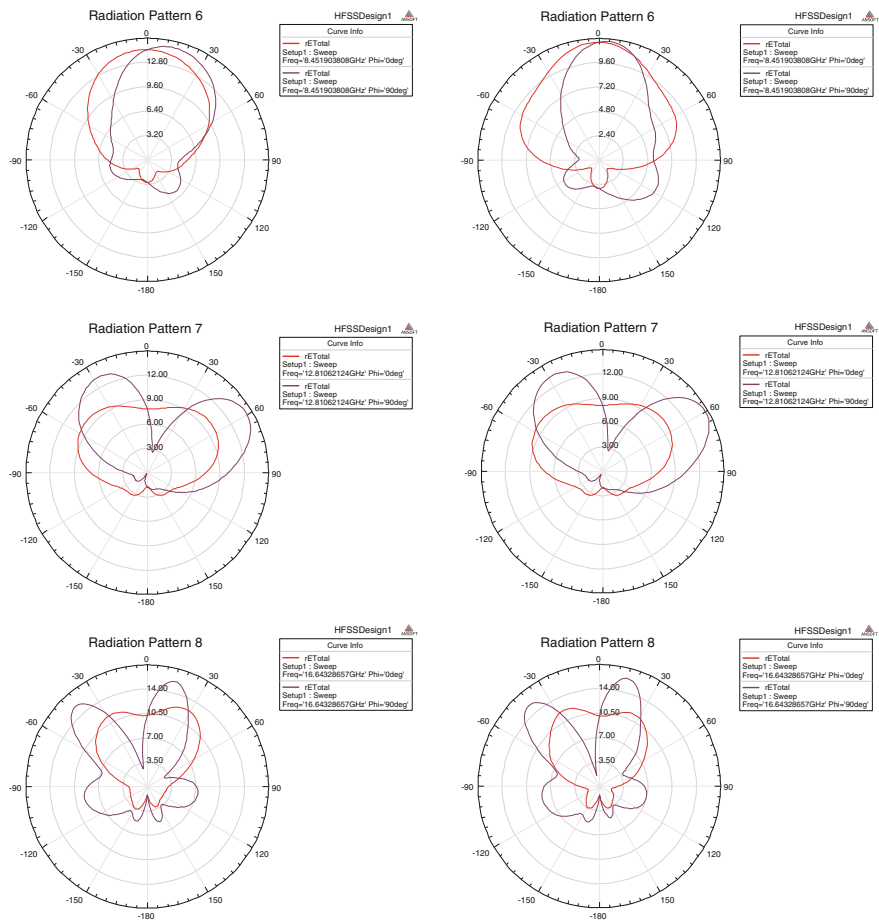 Radiation Pattern 6
HFSSDesign1
ANSOFT
Curve Info
rETotal
Setup1 : Sweep
Freq='8.451903808GHz' Phi='0deg'
rETotal
Setup1 : Sweep
Freq='8.451903808GHz' Phi='90deg'
0
-30
30
-60
60
-90
90
-120
120
-150
150
-180
12.80
9.60
6.40
3.20
Radiation Pattern 6
HFSSDesign1
ANSOFT
Curve Info
rETotal
Setup1 : Sweep
Freq='8.451903808GHz' Phi='0deg'
rETotal
Setup1 : Sweep
Freq='8.451903808GHz' Phi='90deg'
0
-30
30
-60
60
-90
90
-120
120
-150
150
-180
9.60
7.20
4.80
2.40
Radiation Pattern 7
HFSSDesign1
ANSOFT
Curve Info
rETotal
Setup1 : Sweep
Freq='12.81062124GHz' Phi='0deg'
rETotal
Setup1 : Sweep
Freq='12.81062124GHz' Phi='90deg'
0
-30
30
-60
60
-90
90
-120
120
-150
150
-180
12.00
9.00
6.00
3.00
Radiation Pattern 7
HFSSDesign1
ANSOFT
Curve Info
rETotal
Setup1 : Sweep
Freq='12.81062124GHz' Phi='0deg'
rETotal
Setup1 : Sweep
Freq='12.81062124GHz' Phi='90deg'
0
-30
30
-60
60
-90
90
-120
120
-150
150
-180
12.00
9.00
6.00
3.00
Radiation Pattern 8
HFSSDesign1
ANSOFT
Curve Info
rETotal
Setup1 : Sweep
Freq='16.64328657GHz' Phi='0deg'
rETotal
Setup1 : Sweep
Freq='16.64328657GHz' Phi='90deg'
0
-30
30
-60
60
-90
90
-120
120
-150
150
-180
14.00
10.50
7.00
3.50
Radiation Pattern 8
HFSSDesign1
ANSOFT
Curve Info
rETotal
Setup1 : Sweep
Freq='16.64328657GHz' Phi='0deg'
rETotal
Setup1 : Sweep
Freq='16.64328657GHz' Phi='90deg'
0
-30
30
-60
60
-90
90
-120
120
-150
150
-180
14.00
10.50
7.00
3.50